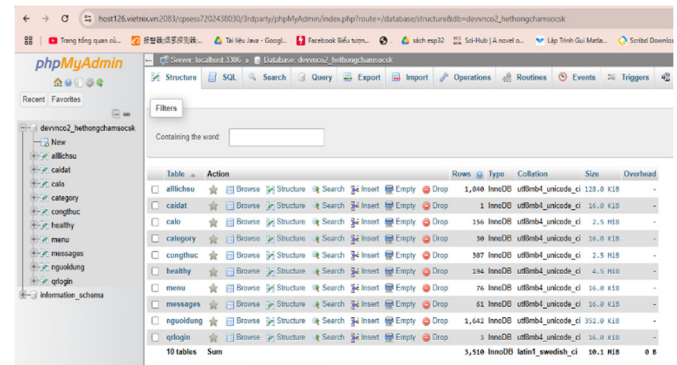 host126.vietnix.vn:2083/cpsess7202438030/3rdparty/phpMyAdmin/index.php?route=/database/structure&db=devvnco2_hethongchamsocsk
Trang tổng quan củ... Tài liệu Java - Googl... Facebook Biểu tượn... sách esp32 Sci-Hub | A novel o... Lập Trình Gui Matla... Scribd Downloa
phpMyAdmin
Recent Favorites
devvnco2_hethongchamsocsk
New
alllichsu
caidat
calo
category
congthuc
healthy
menu
messages
nguoidung
qrlogin
information_schema
Server: localhost:3306 » Database: devvnco2_hethongchamsocsk
Structure SQL Search Query Export Import Operations Routines Events Triggers
Filters
Containing the word:
Table Action Rows Type Collation Size Overhead
alllichsu Browse Structure Search Insert Empty Drop 1,040 InnoDB utf8mb4_unicode_ci 128.0 KiB -
caidat Browse Structure Search Insert Empty Drop 1 InnoDB utf8mb4_unicode_ci 16.0 KiB -
calo Browse Structure Search Insert Empty Drop 156 InnoDB utf8mb4_unicode_ci 2.5 MiB -
category Browse Structure Search Insert Empty Drop 30 InnoDB utf8mb4_unicode_ci 16.0 KiB -
congthuc Browse Structure Search Insert Empty Drop 307 InnoDB utf8mb4_unicode_ci 2.5 MiB -
healthy Browse Structure Search Insert Empty Drop 194 InnoDB utf8mb4_unicode_ci 4.5 MiB -
menu Browse Structure Search Insert Empty Drop 76 InnoDB utf8mb4_unicode_ci 16.0 KiB -
messages Browse Structure Search Insert Empty Drop 61 InnoDB utf8mb4_unicode_ci 16.0 KiB -
nguoidung Browse Structure Search Insert Empty Drop 1,642 InnoDB utf8mb4_unicode_ci 352.0 KiB -
qrlogin Browse Structure Search Insert Empty Drop 3 InnoDB utf8mb4_unicode_ci 16.0 KiB -
10 tables Sum 3,510 InnoDB latin1_swedish_ci 10.1 MiB 0 B